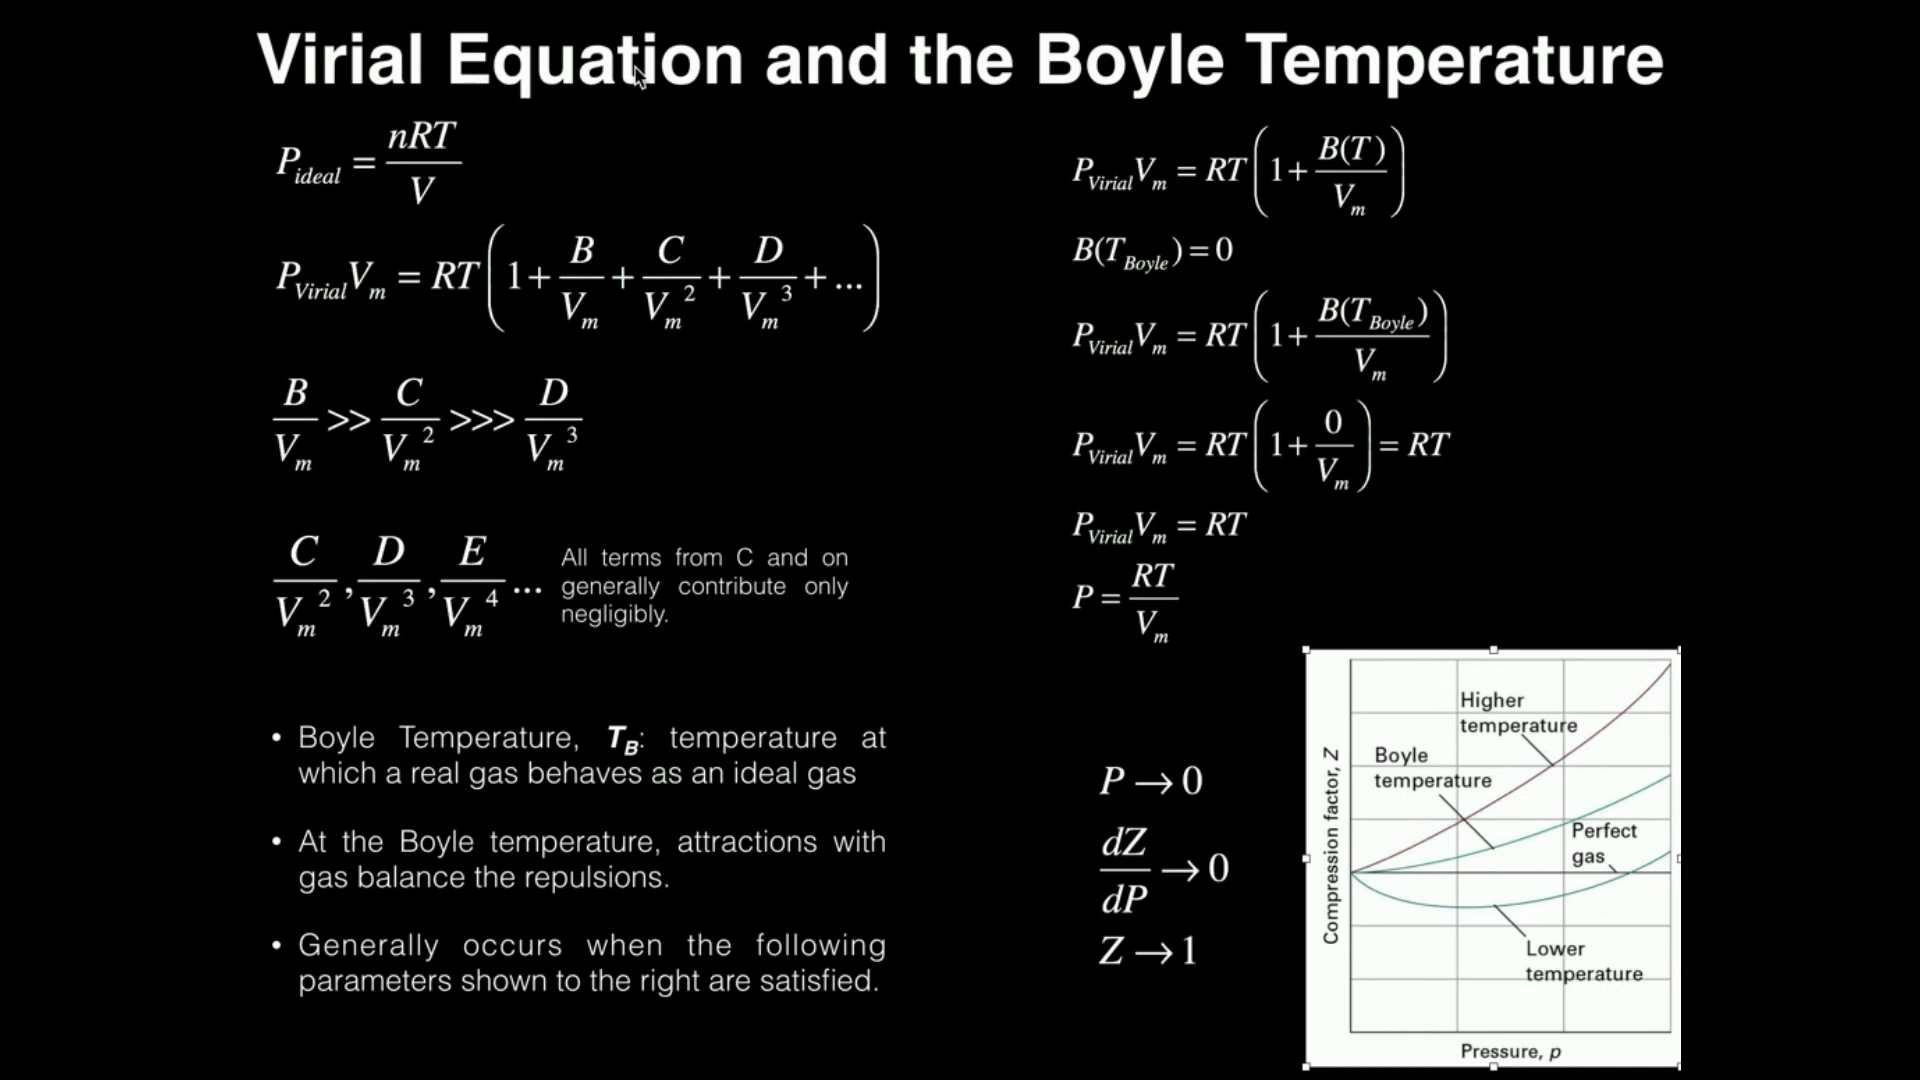 Virial Equation and the Boyle Temperature
P_ideal = nRT / V
P_Virial V_m = RT ( 1 + B / V_m + C / V_m^2 + D / V_m^3 + ... )
B / V_m >> C / V_m^2 >>> D / V_m^3
C / V_m^2 , D / V_m^3 , E / V_m^4 ...
All terms from C and on
generally contribute only
negligibly.
• Boyle Temperature, T_B: temperature at
which a real gas behaves as an ideal gas
• At the Boyle temperature, attractions with
gas balance the repulsions.
• Generally occurs when the following
parameters shown to the right are satisfied.
P_Virial V_m = RT ( 1 + B(T) / V_m )
B(T_Boyle) = 0
P_Virial V_m = RT ( 1 + B(T_Boyle) / V_m )
P_Virial V_m = RT ( 1 + 0 / V_m ) = RT
P_Virial V_m = RT
P = RT / V_m
P → 0
dZ / dP → 0
Z → 1
Compression factor, Z
Higher
temperature
Boyle
temperature
Perfect
gas
Lower
temperature
Pressure, p